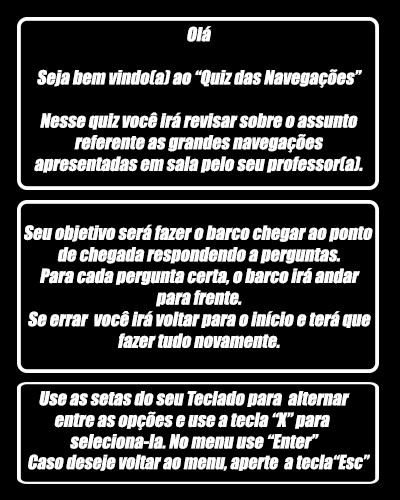 Olá
Seja bem vindo(a) ao “Quiz das Navegações”
Nesse quiz você irá revisar sobre o assunto
referente as grandes navegações
apresentadas em sala pelo seu professor(a).
Seu objetivo será fazer o barco chegar ao ponto
de chegada respondendo a perguntas.
Para cada pergunta certa, o barco irá andar
para frente.
Se errar você irá voltar para o início e terá que
fazer tudo novamente.
Use as setas do seu Teclado para alternar
entre as opções e use a tecla “X” para
seleciona-la. No menu use “Enter”
Caso deseje voltar ao menu, aperte a tecla“Esc”